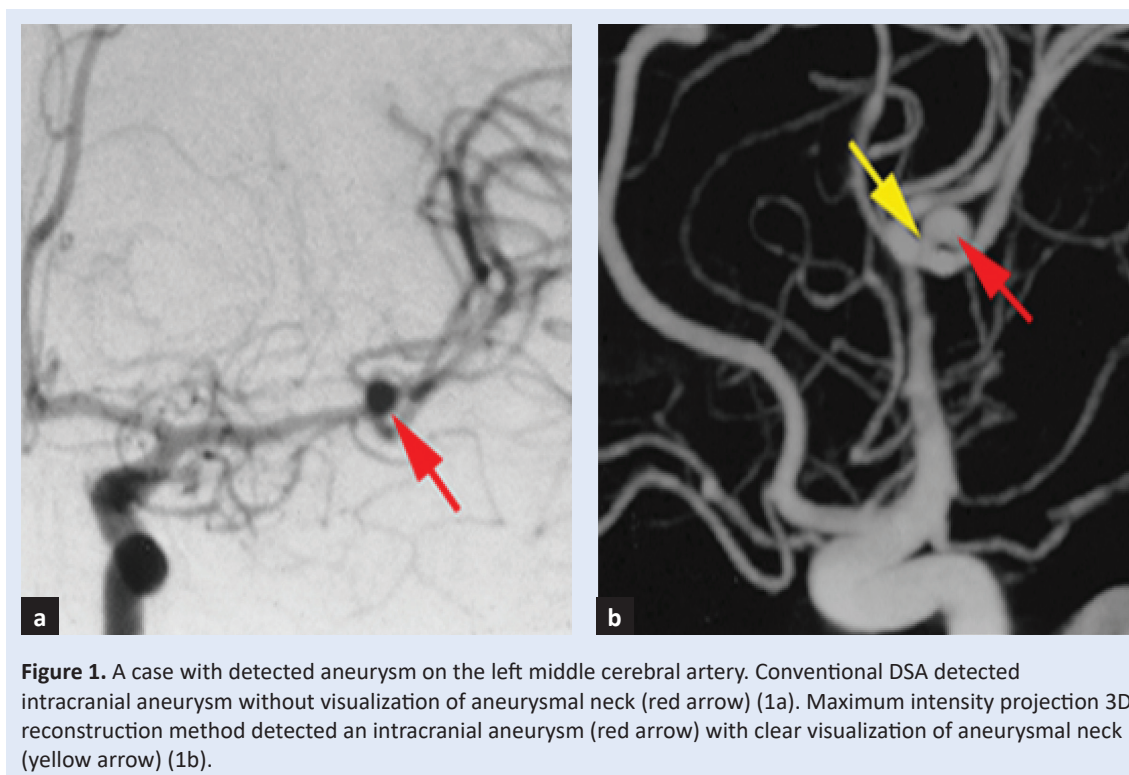 a
b
Figure 1. A case with detected aneurysm on the left middle cerebral artery. Conventional DSA detected
intracranial aneurysm without visualization of aneurysmal neck (red arrow) (1a). Maximum intensity projection 3D
reconstruction method detected an intracranial aneurysm (red arrow) with clear visualization of aneurysmal neck
(yellow arrow) (1b).